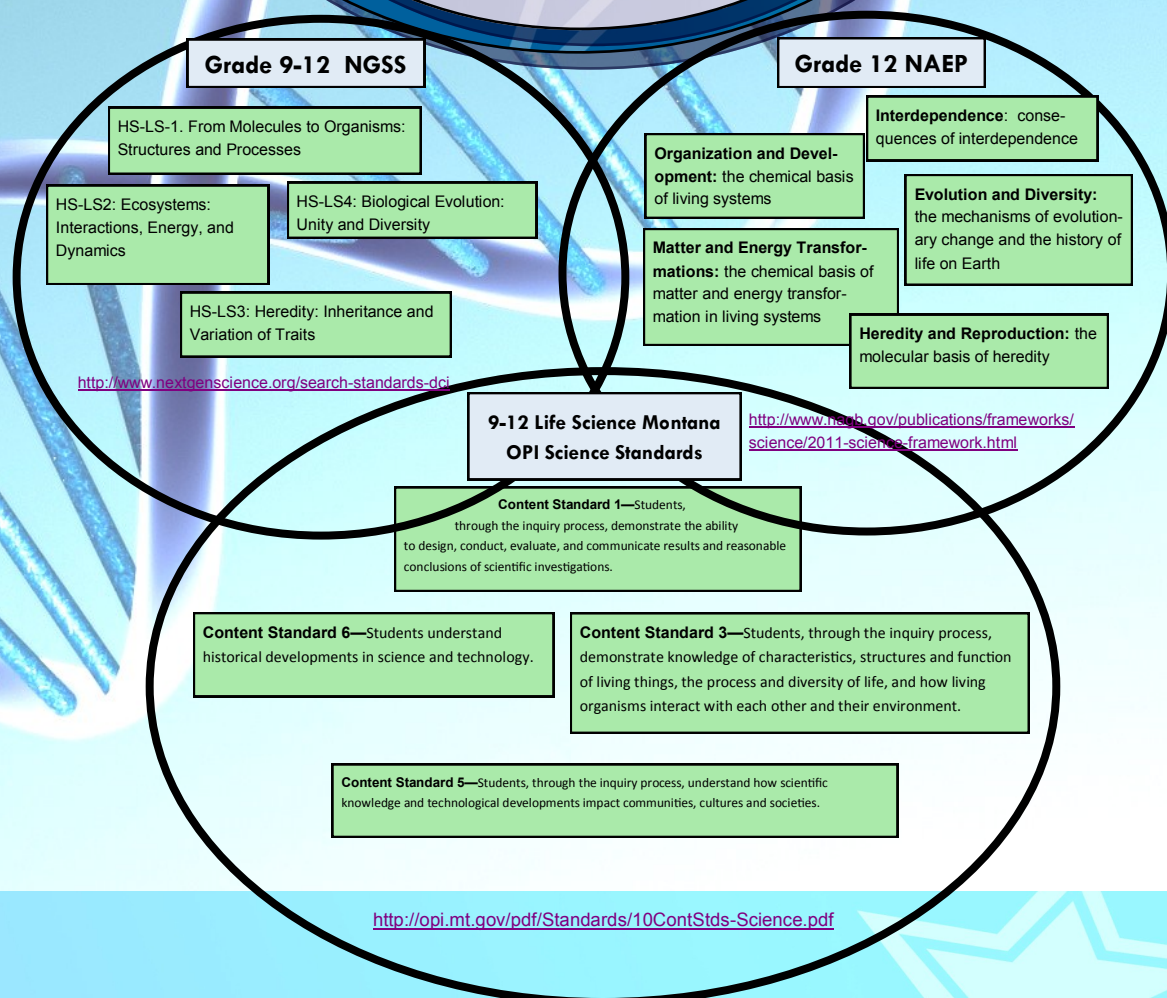 Grade 9-12 NGSS
HS-LS-1. From Molecules to Organisms:
Structures and Processes
HS-LS2: Ecosystems:
Interactions, Energy, and
Dynamics
HS-LS4: Biological Evolution:
Unity and Diversity
HS-LS3: Heredity: Inheritance and
Variation of Traits
http://www.nextgenscience.org/search-standards-dci
Grade 12 NAEP
Interdependence: conse-
quences of interdependence
Organization and Devel-
opment: the chemical basis
of living systems
Evolution and Diversity:
the mechanisms of evolution-
ary change and the history of
life on Earth
Matter and Energy Transfor-
mations: the chemical basis of
matter and energy transfor-
mation in living systems
Heredity and Reproduction: the
molecular basis of heredity
http://www.nagb.gov/publications/frameworks/
science/2011-science-framework.html
9-12 Life Science Montana
OPI Science Standards
Content Standard 1—Students,
through the inquiry process, demonstrate the ability
to design, conduct, evaluate, and communicate results and reasonable
conclusions of scientific investigations.
Content Standard 6—Students understand
historical developments in science and technology.
Content Standard 3—Students, through the inquiry process,
demonstrate knowledge of characteristics, structures and function
of living things, the process and diversity of life, and how living
organisms interact with each other and their environment.
Content Standard 5—Students, through the inquiry process, understand how scientific
knowledge and technological developments impact communities, cultures and societies.
http://opi.mt.gov/pdf/Standards/10ContStds-Science.pdf